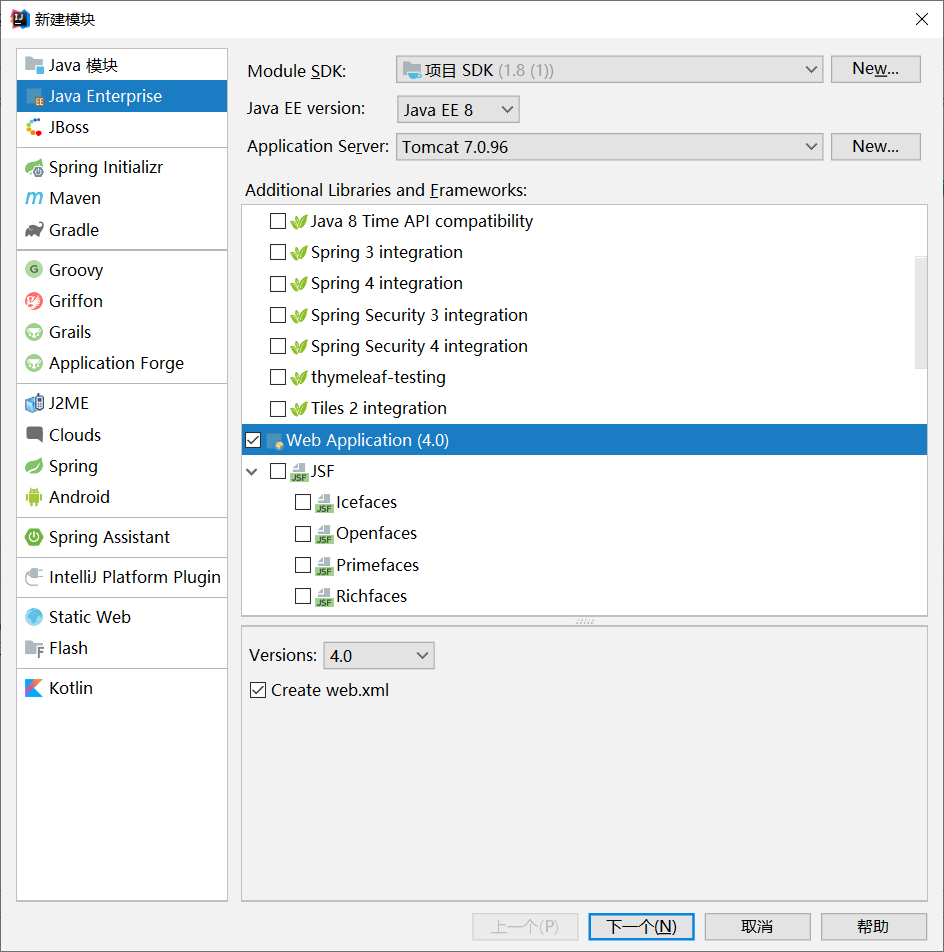 新建模块
Java 模块
Java Enterprise
JBoss
Spring Initializr
Maven
Gradle
Groovy
Griffon
Grails
Application Forge
J2ME
Clouds
Spring
Android
Spring Assistant
IntelliJ Platform Plugin
Static Web
Flash
Kotlin
Module SDK: 项目 SDK (1.8 (1)) New...
Java EE version: Java EE 8
Application Server: Tomcat 7.0.96 New...
Additional Libraries and Frameworks:
Java 8 Time API compatibility
Spring 3 integration
Spring 4 integration
Spring Security 3 integration
Spring Security 4 integration
thymeleaf-testing
Tiles 2 integration
Web Application (4.0)
JSF
Icefaces
Openfaces
Primefaces
Richfaces
Versions: 4.0
Create web.xml
上一个(P) 下一个(N) 取消 帮助